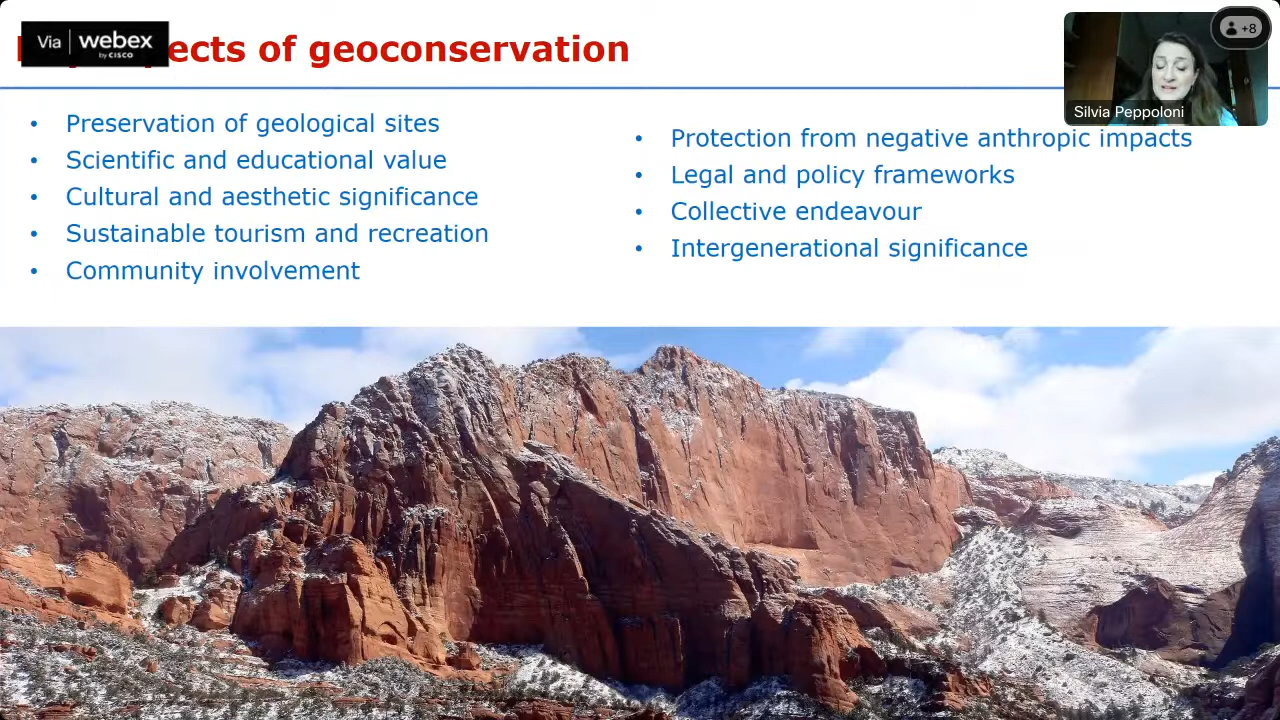 Via webex
by CISCO
ects of geoconservation
+8
Silvia Peppoloni
• Preservation of geological sites
• Scientific and educational value
• Cultural and aesthetic significance
• Sustainable tourism and recreation
• Community involvement
• Protection from negative anthropic impacts
• Legal and policy frameworks
• Collective endeavour
• Intergenerational significance